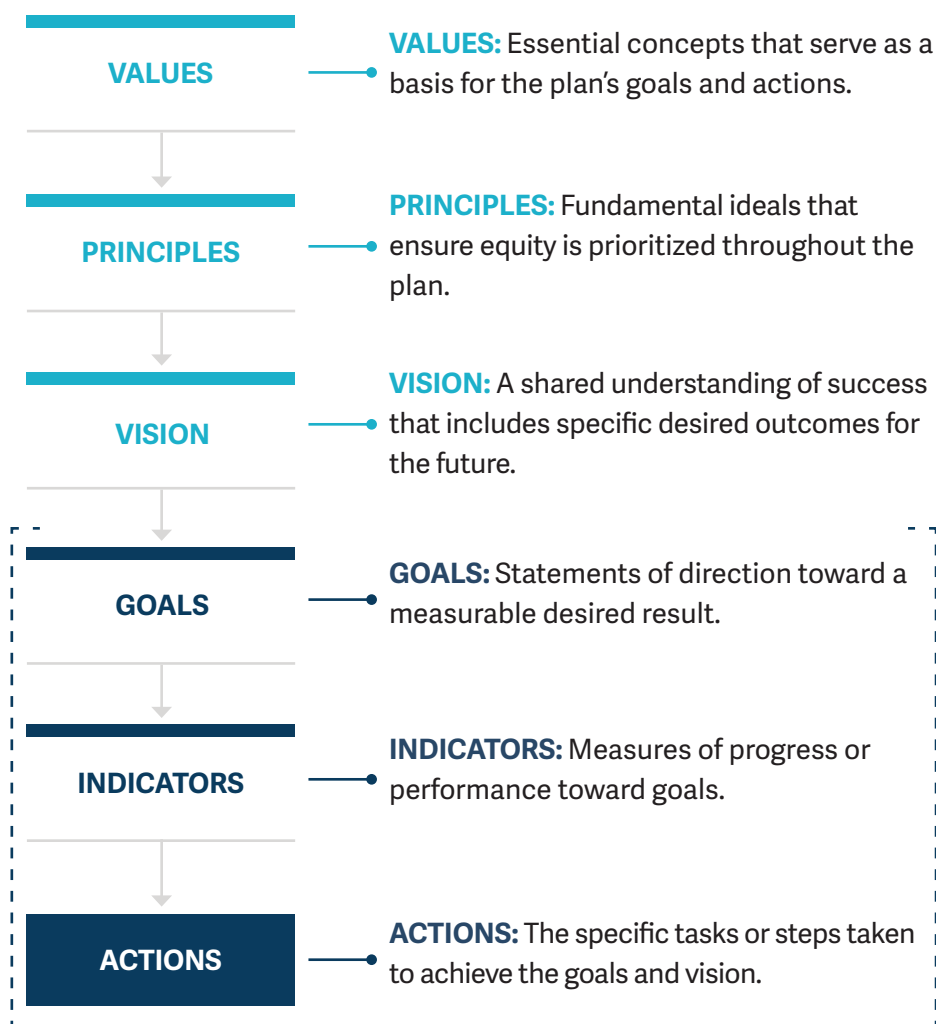 VALUES
VALUES: Essential concepts that serve as a
basis for the plan’s goals and actions.
PRINCIPLES
PRINCIPLES: Fundamental ideals that
ensure equity is prioritized throughout the
plan.
VISION
VISION: A shared understanding of success
that includes specific desired outcomes for
the future.
GOALS
GOALS: Statements of direction toward a
measurable desired result.
INDICATORS
INDICATORS: Measures of progress or
performance toward goals.
ACTIONS
ACTIONS: The specific tasks or steps taken
to achieve the goals and vision.